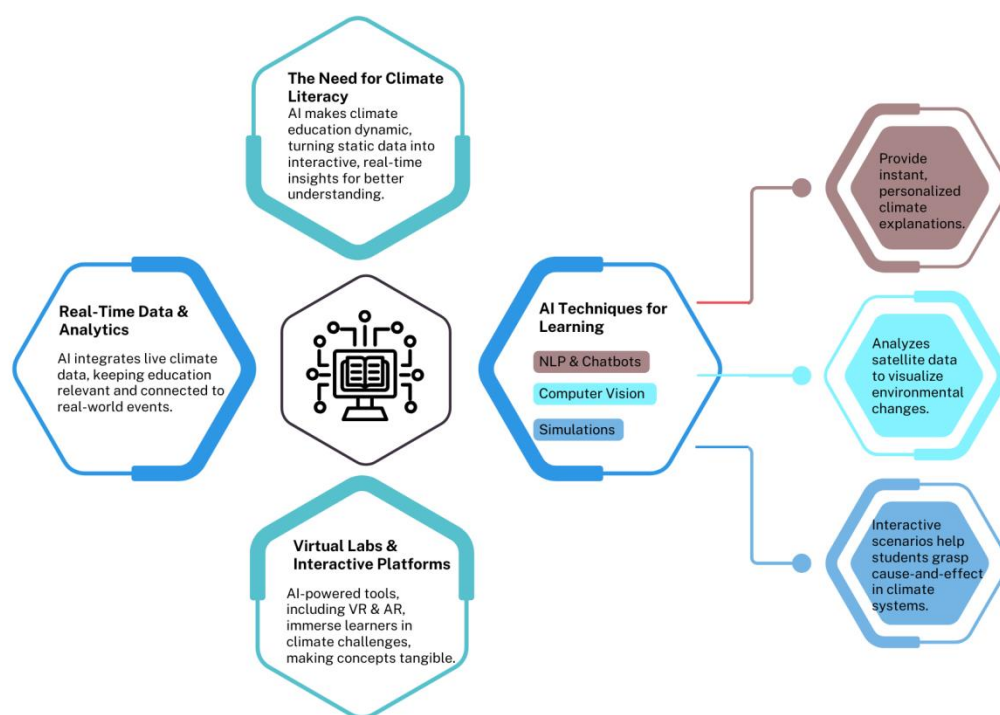 The Need for Climate
Literacy
AI makes climate
education dynamic,
turning static data into
interactive, real-time
insights for better
understanding.
Real-Time Data &
Analytics
AI integrates live climate
data, keeping education
relevant and connected to
real-world events.
AI Techniques for
Learning
NLP & Chatbots
Computer Vision
Simulations
Virtual Labs &
Interactive Platforms
AI-powered tools,
including VR & AR,
immerse learners in
climate challenges,
making concepts tangible.
Provide
instant,
personalized
climate
explanations.
Analyzes
satellite data
to visualize
environmental
changes.
Interactive
scenarios help
students grasp
cause-and-effect
in climate
systems.